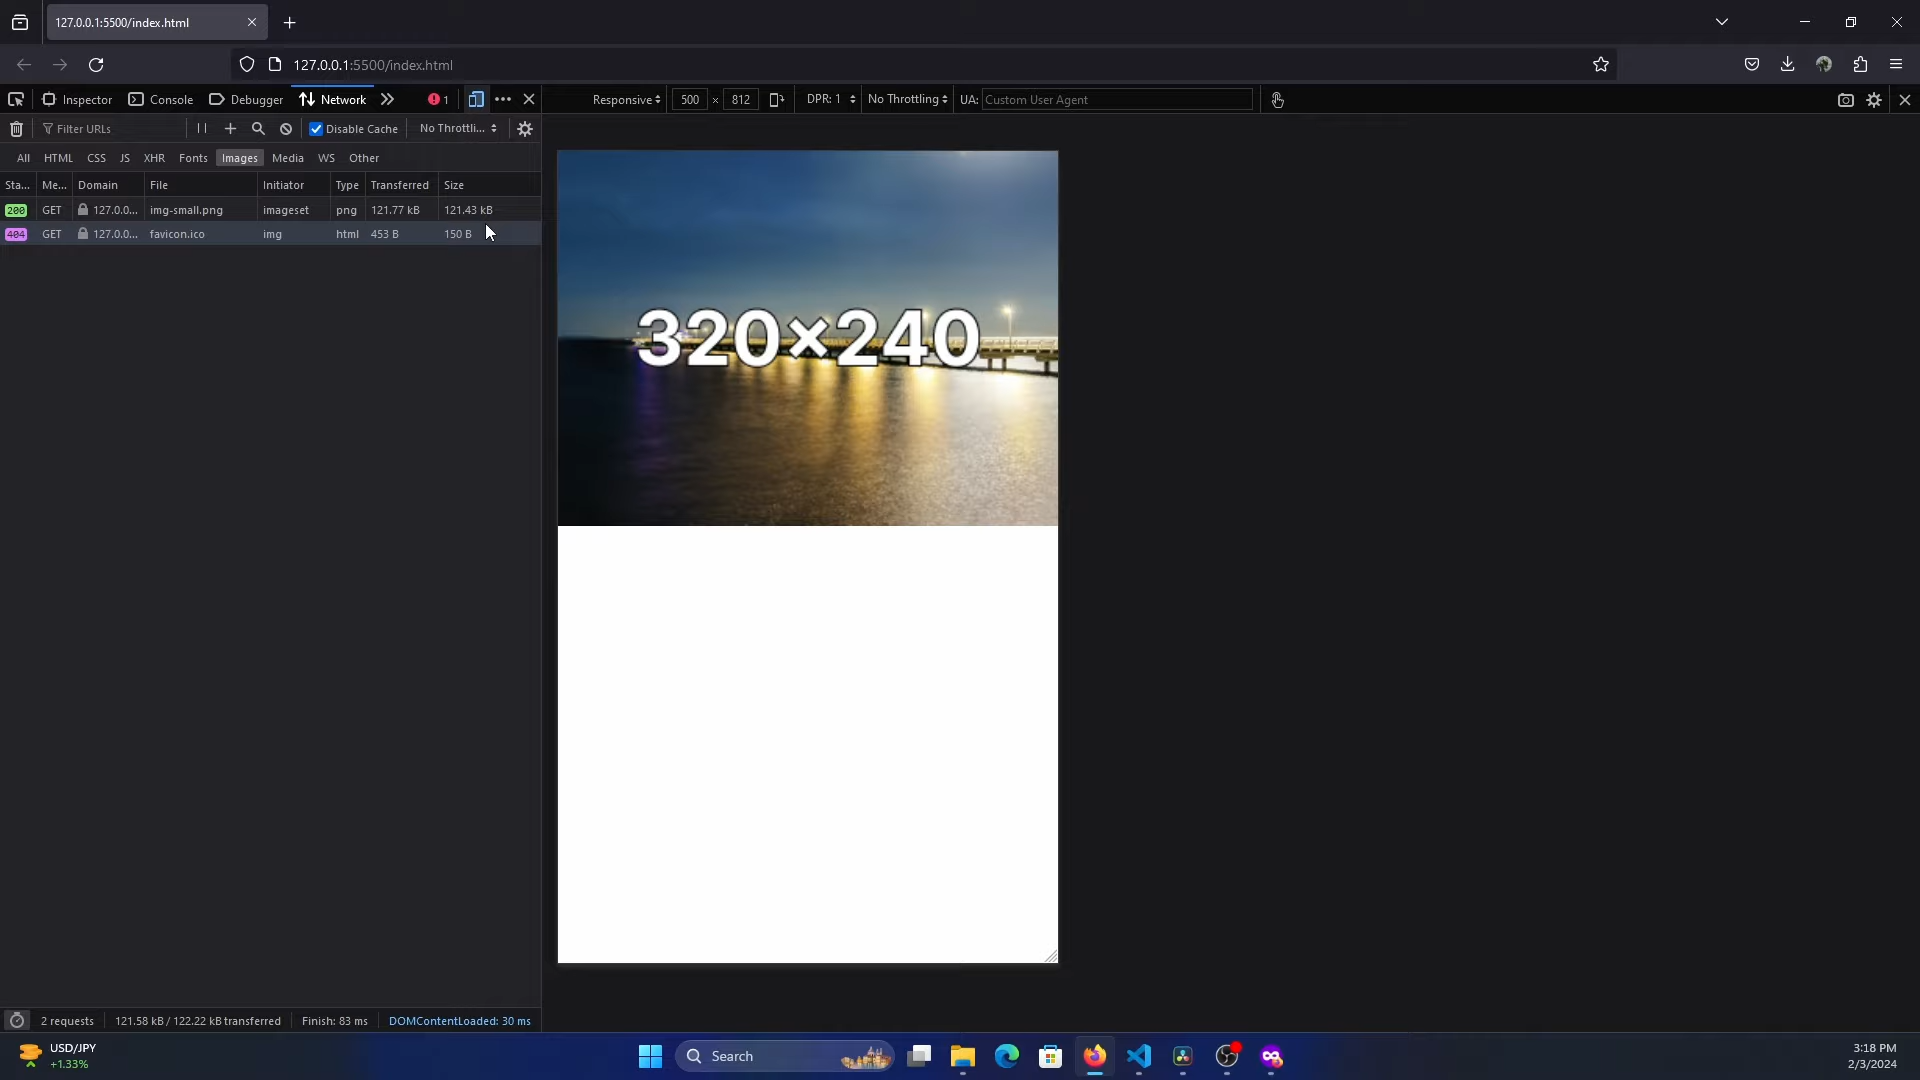 127.0.0.1:5500/index.html
127.0.0.1:5500/index.html
Inspector Console Debugger Network 1
Responsive 500 × 812 DPR: 1 No Throttling UA: Custom User Agent
Filter URLs Disable Cache No Throttli...
All HTML CSS JS XHR Fonts Images Media WS Other
Sta... Me... Domain File Initiator Type Transferred Size
200 GET 127.0.0... img-small.png imageset png 121.77 kB 121.43 kB
404 GET 127.0.0... favicon.ico img html 453 B 150 B
320×240
2 requests 121.58 kB / 122.22 kB transferred Finish: 83 ms DOMContentLoaded: 30 ms
USD/JPY
+1.33%
Search
3:18 PM
2/3/2024